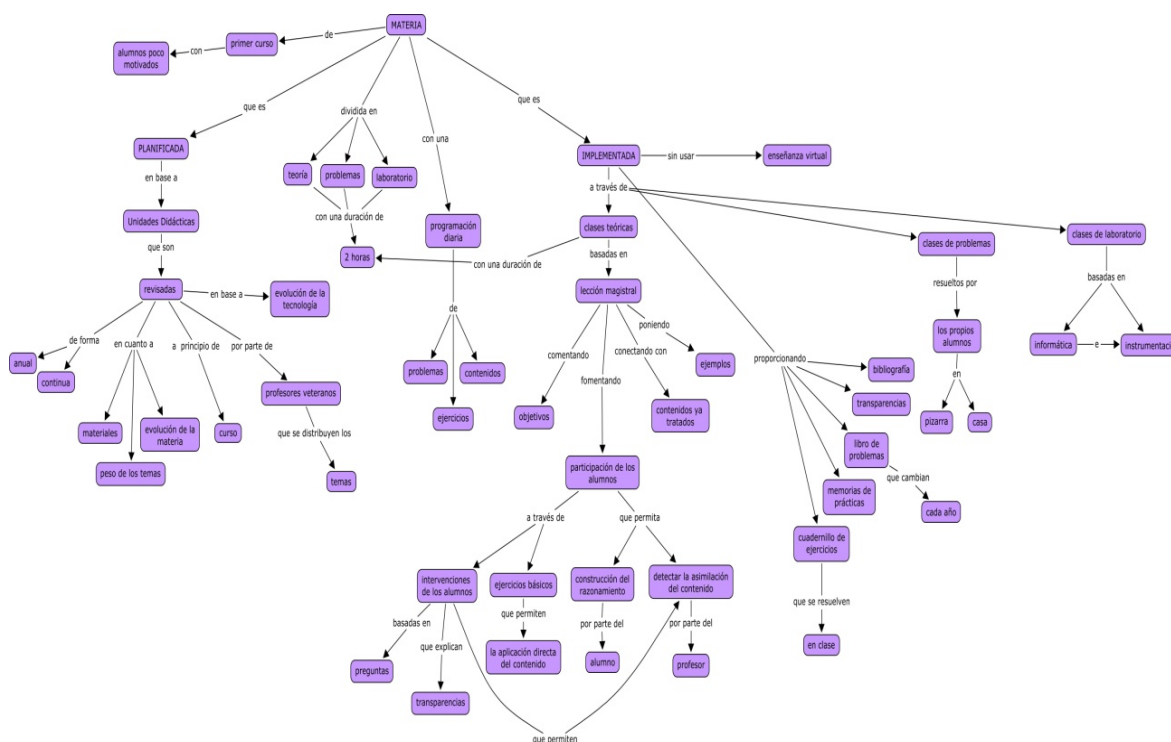 MATERIA
de
primer curso
con
alumnos poco
motivados
que es
PLANIFICADA
en base a
Unidades Didácticas
que son
revisadas
en base a
evolución de la
tecnología
de forma
anual
continua
en cuanto a
materiales
peso de los temas
evolución de la
materia
a principio de
curso
por parte de
profesores veteranos
que se distribuyen los
temas
dividida en
teoría
problemas
laboratorio
con una duración de
2 horas
con una
programación
diaria
de
problemas
ejercicios
contenidos
que es
IMPLEMENTADA
sin usar
enseñanza virtual
a través de
clases teóricas
con una duración de
basadas en
lección magistral
comentando
objetivos
fomentando
conectando con
contenidos ya
tratados
poniendo
ejemplos
participación de los
alumnos
a través de
intervenciones
de los alumnos
basadas en
preguntas
que explican
transparencias
que permiten
ejercicios básicos
que permiten
la aplicación directa
del contenido
que permita
construcción del
razonamiento
por parte del
alumno
detectar la asimilación
del contenido
por parte del
profesor
proporcionando
bibliografía
transparencias
libro de
problemas
que cambian
cada año
memorias de
prácticas
cuadernillo de
ejercicios
que se resuelven
en clase
clases de problemas
resueltos por
los propios
alumnos
en
pizarra
casa
clases de laboratorio
basadas en
informática
e
instrumentaci